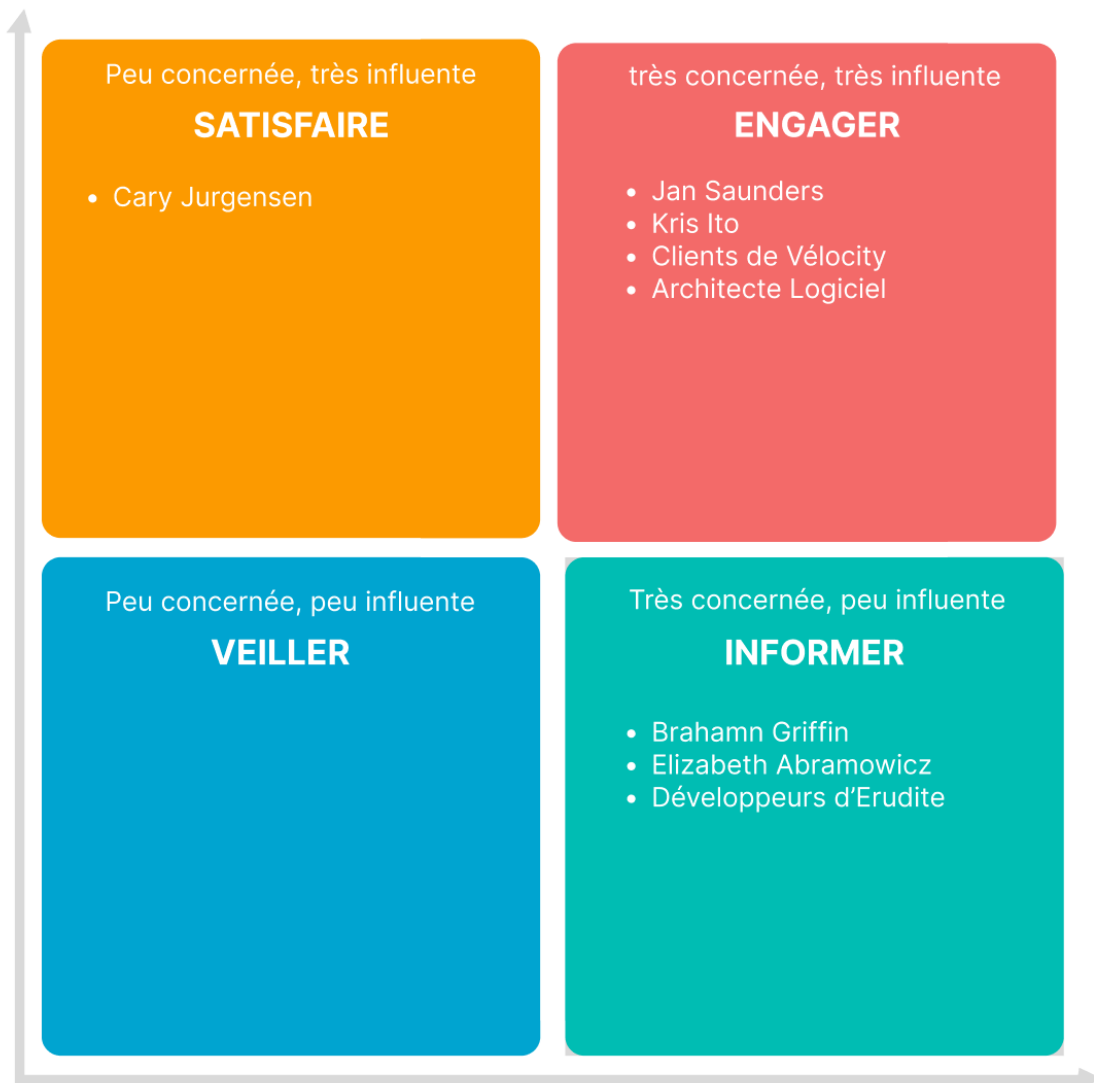 Peu concernée, très influente
SATISFAIRE
• Cary Jurgensen
très concernée, très influente
ENGAGER
• Jan Saunders
• Kris Ito
• Clients de Vélocity
• Architecte Logiciel
Peu concernée, peu influente
VEILLER
Très concernée, peu influente
INFORMER
• Brahamn Griffin
• Elizabeth Abramowicz
• Développeurs d’Erudite